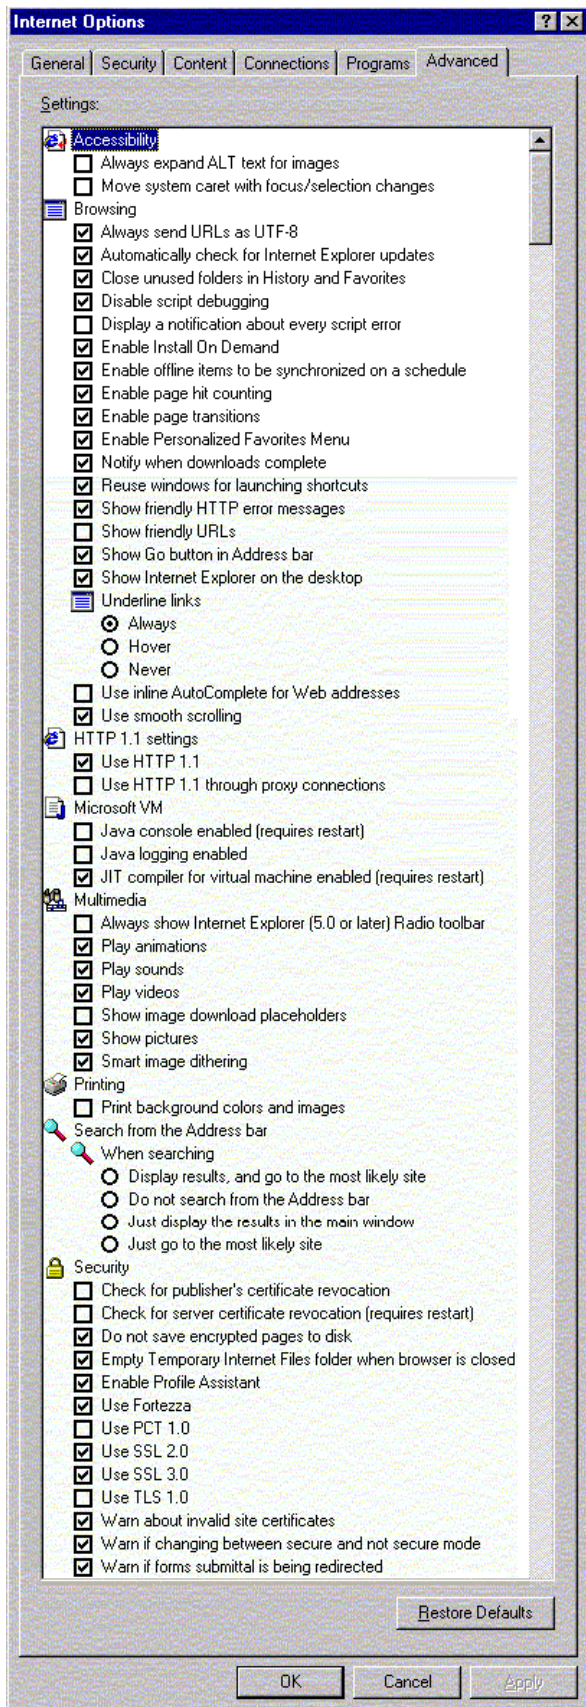 Internet Options
General Security Content Connections Programs Advanced
Settings:
Accessibility
Always expand ALT text for images
Move system caret with focus/selection changes
Browsing
Always send URLs as UTF-8
Automatically check for Internet Explorer updates
Close unused folders in History and Favorites
Disable script debugging
Display a notification about every script error
Enable Install On Demand
Enable offline items to be synchronized on a schedule
Enable page hit counting
Enable page transitions
Enable Personalized Favorites Menu
Notify when downloads complete
Reuse windows for launching shortcuts
Show friendly HTTP error messages
Show friendly URLs
Show Go button in Address bar
Show Internet Explorer on the desktop
Underline links
Always
Hover
Never
Use inline AutoComplete for Web addresses
Use smooth scrolling
HTTP 1.1 settings
Use HTTP 1.1
Use HTTP 1.1 through proxy connections
Microsoft VM
Java console enabled (requires restart)
Java logging enabled
JIT compiler for virtual machine enabled (requires restart)
Multimedia
Always show Internet Explorer (5.0 or later) Radio toolbar
Play animations
Play sounds
Play videos
Show image download placeholders
Show pictures
Smart image dithering
Printing
Print background colors and images
Search from the Address bar
When searching
Display results, and go to the most likely site
Do not search from the Address bar
Just display the results in the main window
Just go to the most likely site
Security
Check for publisher's certificate revocation
Check for server certificate revocation (requires restart)
Do not save encrypted pages to disk
Empty Temporary Internet Files folder when browser is closed
Enable Profile Assistant
Use Fortezza
Use PCT 1.0
Use SSL 2.0
Use SSL 3.0
Use TLS 1.0
Warn about invalid site certificates
Warn if changing between secure and not secure mode
Warn if forms submittal is being redirected
Restore Defaults
OK Cancel Apply